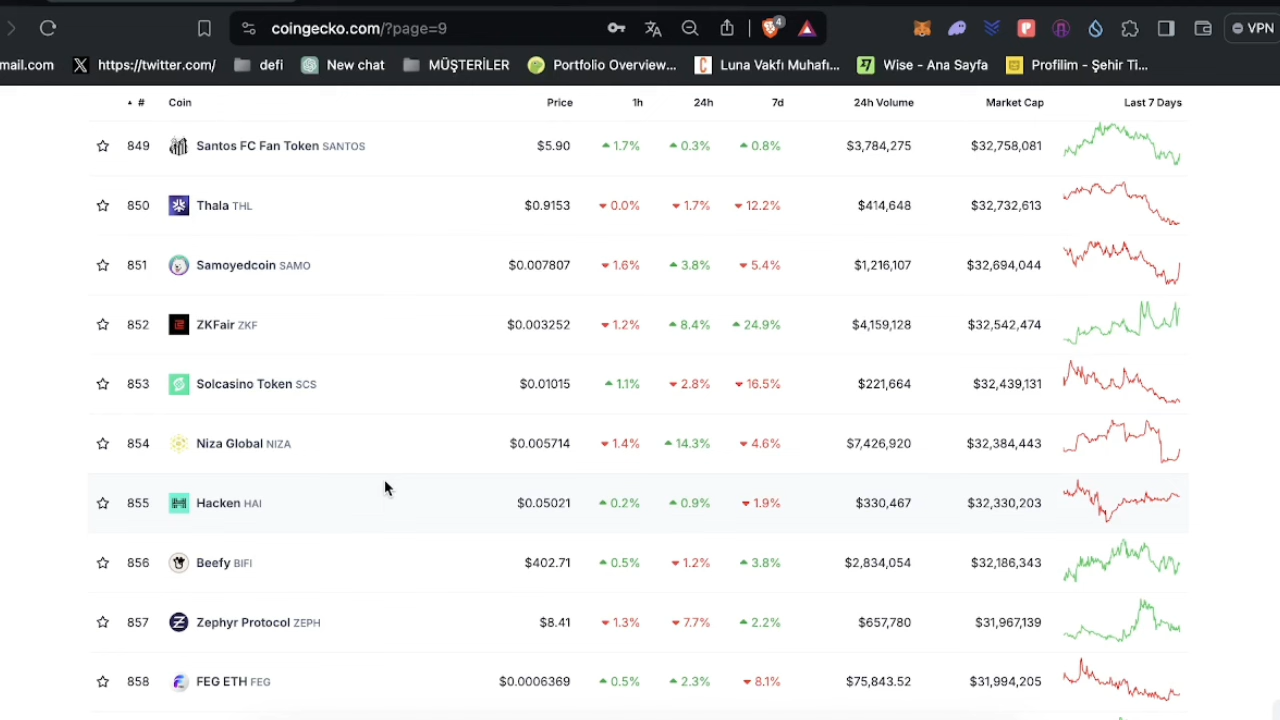 coingecko.com/?page=9
4
VPN
mail.com
https://twitter.com/
defi
New chat
MÜŞTERİLER
Portfolio Overview...
Luna Vakfı Muhafı...
Wise - Ana Sayfa
Profilim - Şehir Ti...
# Coin Price 1h 24h 7d 24h Volume Market Cap Last 7 Days
849 Santos FC Fan Token SANTOS $5.90 1.7% 0.3% 0.8% $3,784,275 $32,758,081
850 Thala THL $0.9153 0.0% 1.7% 12.2% $414,648 $32,732,613
851 Samoyedcoin SAMO $0.007807 1.6% 3.8% 5.4% $1,216,107 $32,694,044
852 ZKFair ZKF $0.003252 1.2% 8.4% 24.9% $4,159,128 $32,542,474
853 Solcasino Token SCS $0.01015 1.1% 2.8% 16.5% $221,664 $32,439,131
854 Niza Global NIZA $0.005714 1.4% 14.3% 4.6% $7,426,920 $32,384,443
855 Hacken HAI $0.05021 0.2% 0.9% 1.9% $330,467 $32,330,203
856 Beefy BIFI $402.71 0.5% 1.2% 3.8% $2,834,054 $32,186,343
857 Zephyr Protocol ZEPH $8.41 1.3% 7.7% 2.2% $657,780 $31,967,139
858 FEG ETH FEG $0.0006369 0.5% 2.3% 8.1% $75,843.52 $31,994,205